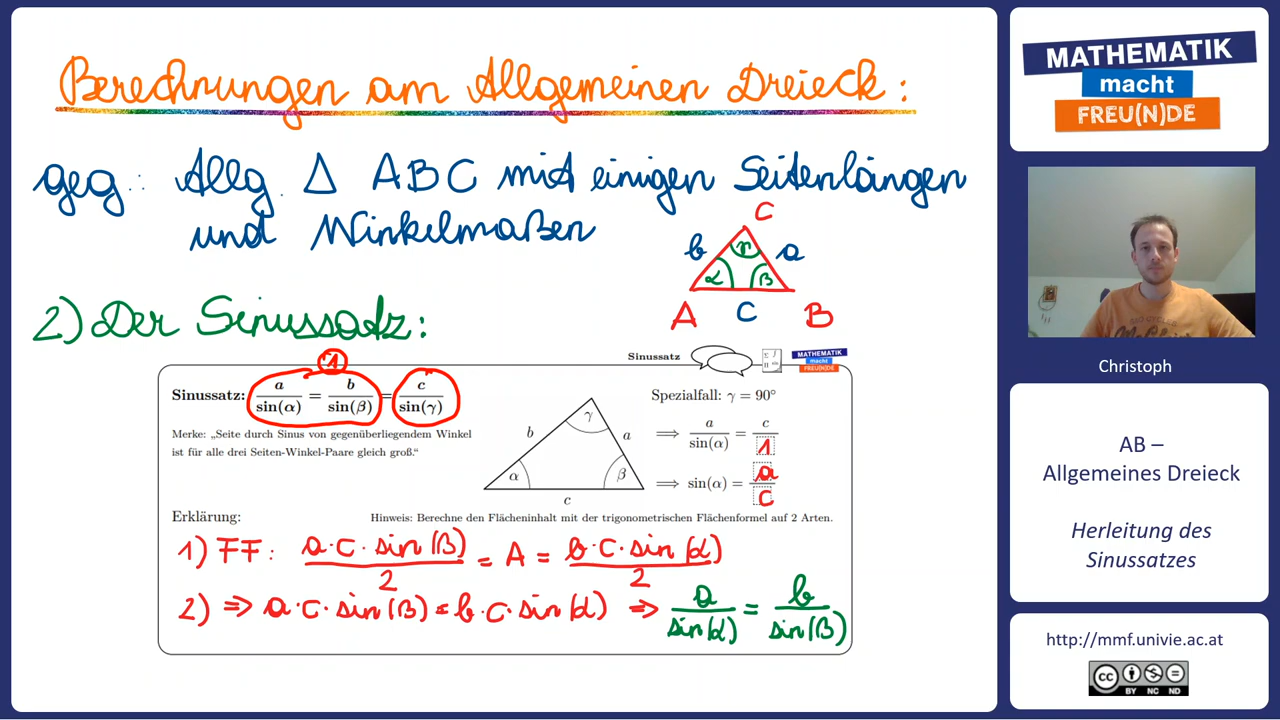 Berechnungen am Allgemeinen Dreieck:
geg.: Allg. Δ ABC mit einigen Seitenlängen
und Winkelmaßen
C
b γ a
α β
A C B
2) Der Sinussatz:
1
Sinussatz
MATHEMATIK
macht
FREU(N)DE
Sinussatz: a/sin(α) = b/sin(β) = c/sin(γ)
Merke: „Seite durch Sinus von gegenüberliegendem Winkel
ist für alle drei Seiten-Winkel-Paare gleich groß.“
γ
b a
α β
c
Spezialfall: γ = 90°
⟹ a/sin(α) = c/1
⟹ sin(α) = a/c
Erklärung:
Hinweis: Berechne den Flächeninhalt mit der trigonometrischen Flächenformel auf 2 Arten.
1) FF: a·c·sin(β)/2 = A = b·c·sin(α)/2
2) ⇒ a·c·sin(β) = b·c·sin(α) ⇒ a/sin(α) = b/sin(β)
MATHEMATIK
macht
FREU(N)DE
Christoph
AB –
Allgemeines Dreieck
Herleitung des
Sinussatzes
http://mmf.univie.ac.at
cc
BY NC ND